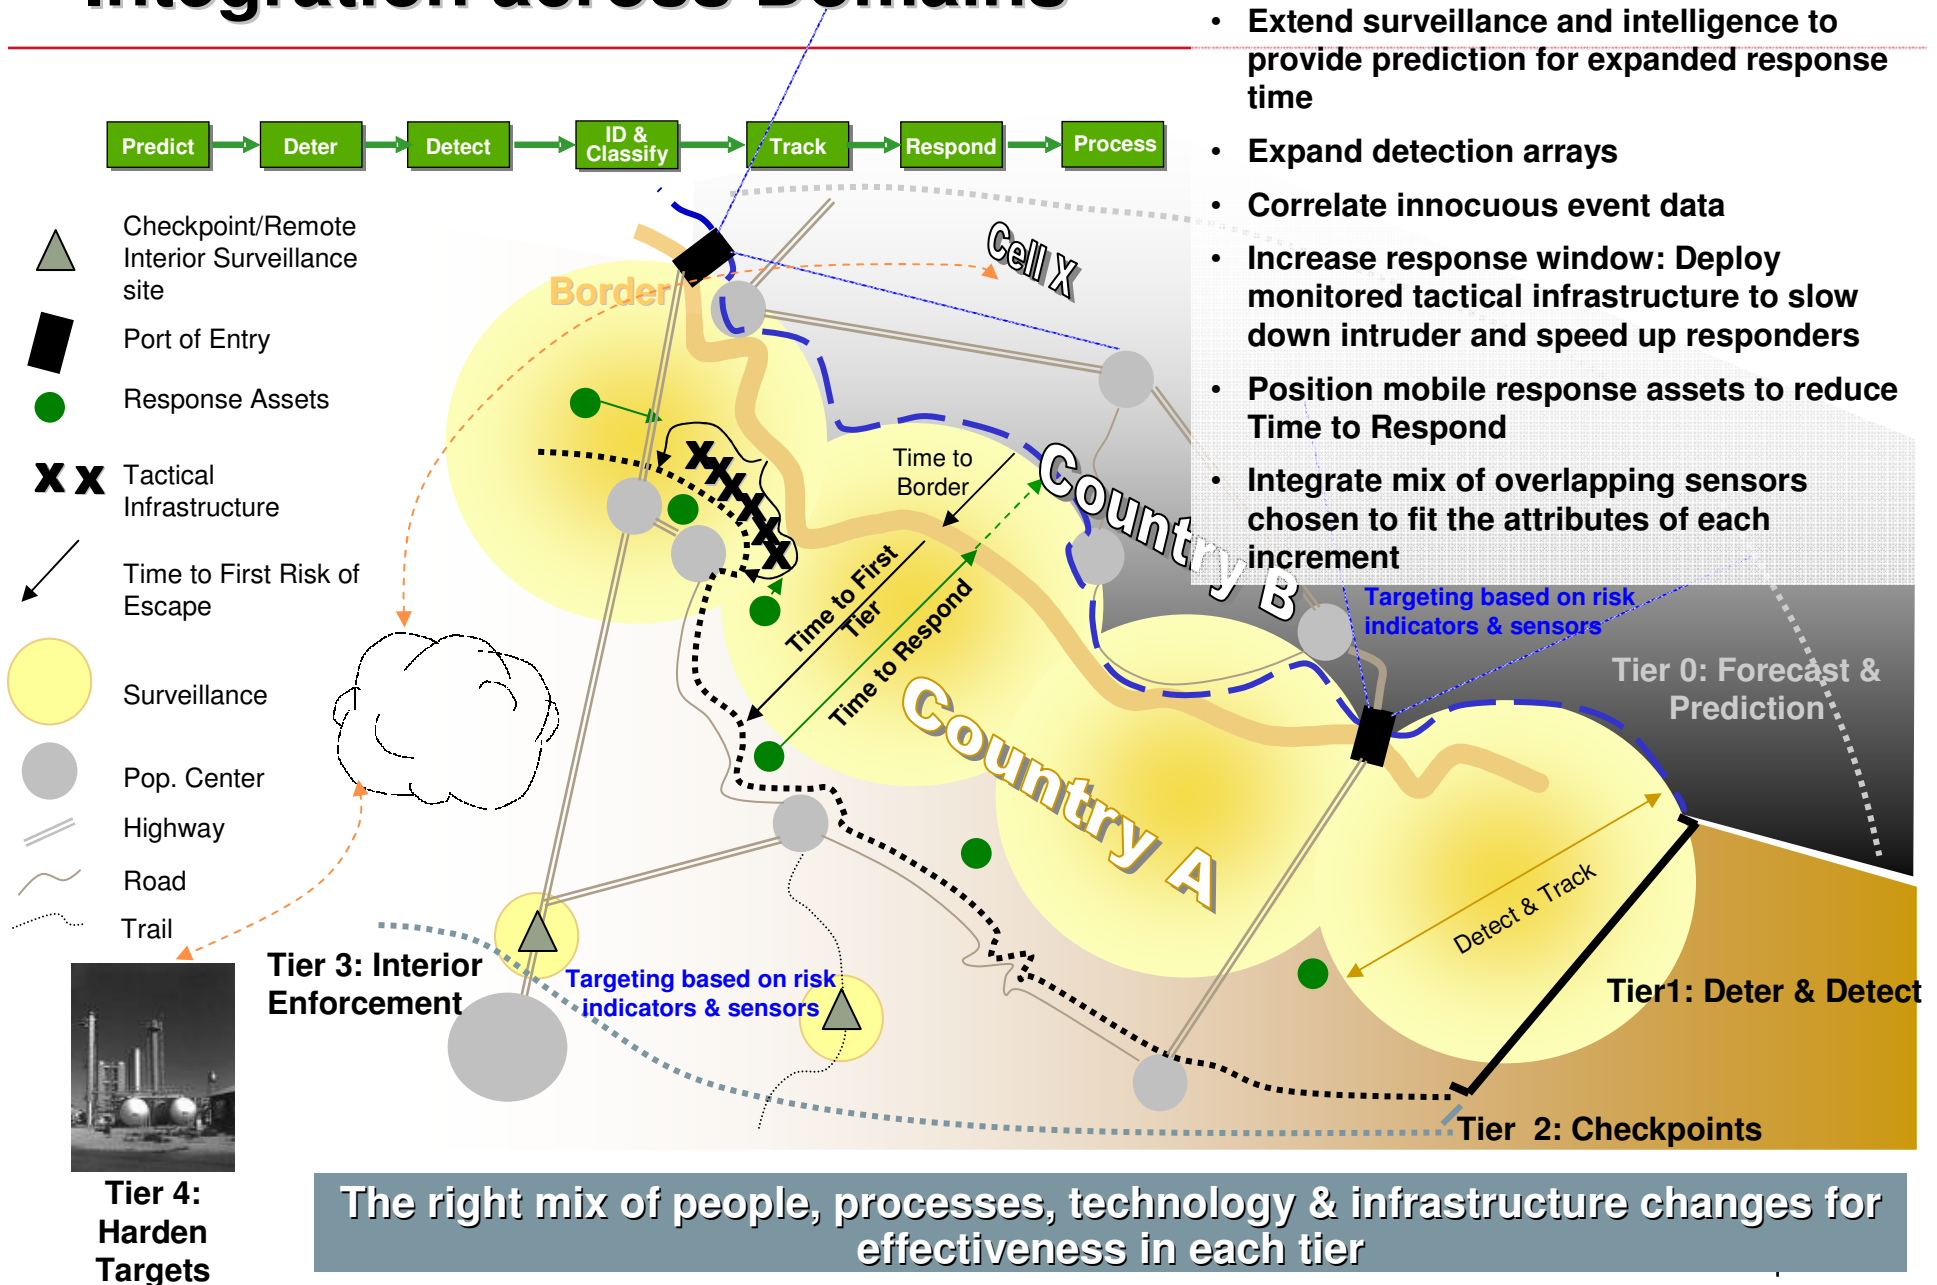 Integration across Domains
• Extend surveillance and intelligence to
provide prediction for expanded response
time
• Expand detection arrays
• Correlate innocuous event data
• Increase response window: Deploy
monitored tactical infrastructure to slow
down intruder and speed up responders
• Position mobile response assets to reduce
Time to Respond
• Integrate mix of overlapping sensors
chosen to fit the attributes of each
increment
Predict
Deter
Detect
ID &
Classify
Track
Respond
Process
Checkpoint/Remote
Interior Surveillance
site
Port of Entry
Response Assets
X X
Tactical
Infrastructure
Time to First Risk of
Escape
Surveillance
Pop. Center
Highway
Road
Trail
Border
Cell X
X
X
X
X
X
X
Time to
Border
Country B
Time to First
Tier
Time to Respond
Country A
Targeting based on risk
indicators & sensors
Tier 0: Forecast &
Prediction
Detect & Track
Tier1: Deter & Detect
Tier 3: Interior
Enforcement
Targeting based on risk
indicators & sensors
Tier 2: Checkpoints
Tier 4:
Harden
Targets
The right mix of people, processes, technology & infrastructure changes for
effectiveness in each tier